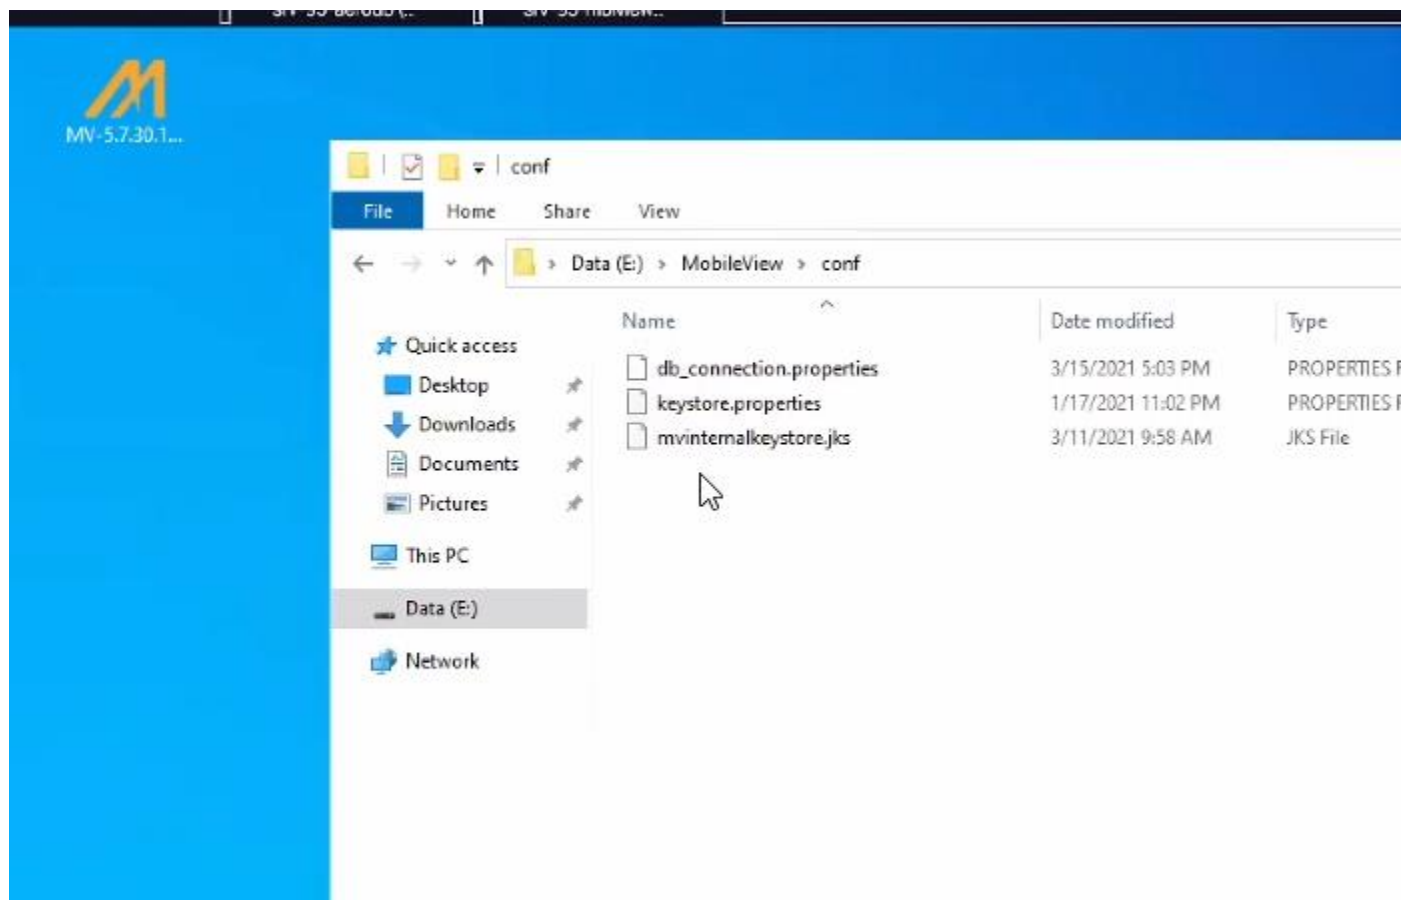 MV-5.7.30.1...
conf
File Home Share View
Data (E:) > MobileView > conf
Name Date modified Type
Quick access
Desktop
Downloads
Documents
Pictures
This PC
Data (E:)
Network
db_connection.properties 3/15/2021 5:03 PM PROPERTIES F
keystore.properties 1/17/2021 11:02 PM PROPERTIES F
mvinternalkeystore.jks 3/11/2021 9:58 AM JKS File